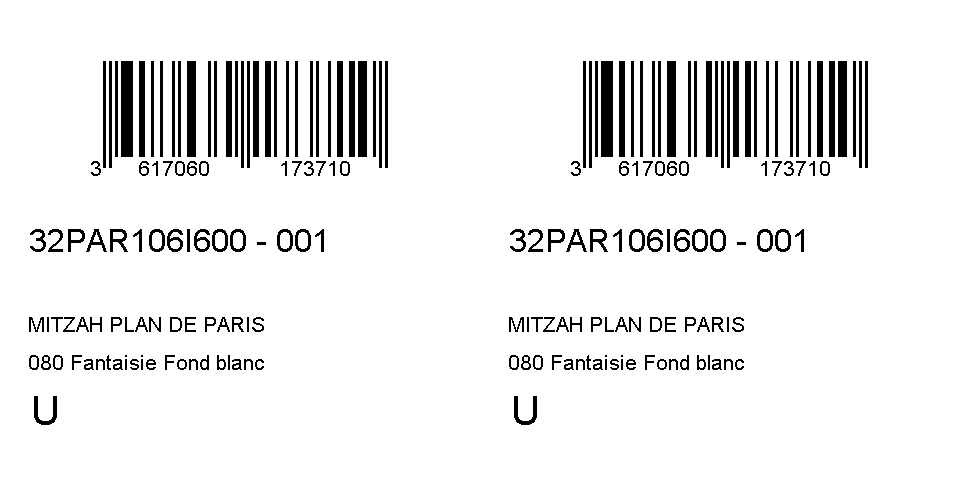 3 617060 173710
32PAR106I600 - 001
MITZAH PLAN DE PARIS
080 Fantaisie Fond blanc
U
3 617060 173710
32PAR106I600 - 001
MITZAH PLAN DE PARIS
080 Fantaisie Fond blanc
U